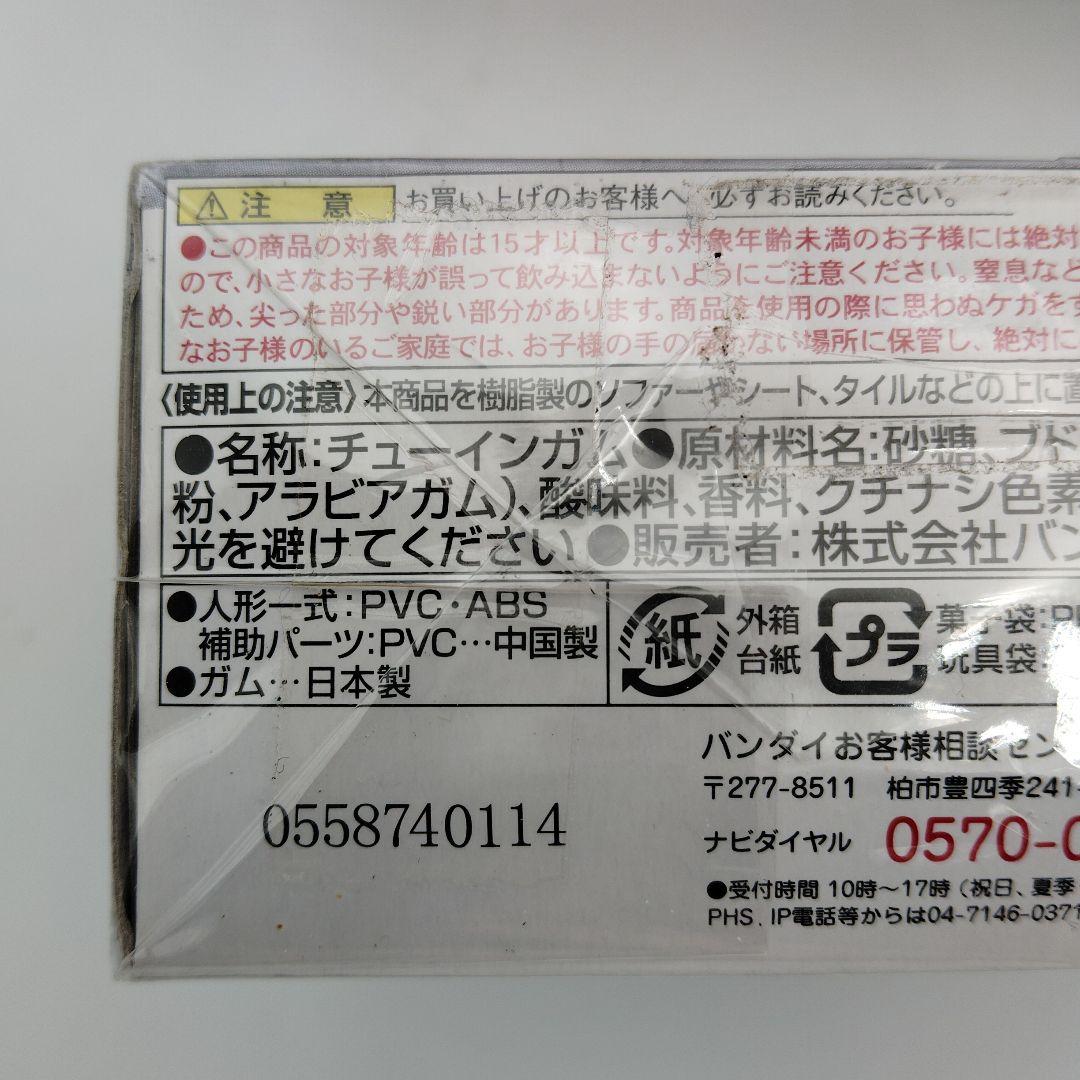 ⚠注 意 お買い上げのお客様へ 必ずお読みください。
●この商品の対象年齢は15才以上です。対象年齢未満のお子様には絶対
ので、小さなお子様が誤って飲み込まないようにご注意ください。窒息など
ため、尖った部分や鋭い部分があります。商品を使用の際に思わぬケガをす
なお子様のいるご家庭では、お子様の手の届かない場所に保管し、絶対に
〈使用上の注意〉本商品を樹脂製のソファーやシート、タイルなどの上に置
●名称:チューインガム●原材料名:砂糖、ブド
粉、アラビアガム)、酸味料、香料、クチナシ色素
光を避けてください●販売者:株式会社バン
●人形一式:PVC・ABS
補助パーツ:PVC…中国製
●ガム…日本製
紙 外箱
台紙
プラ 菓子袋:P
玩具袋:
バンダイお客様相談セン
〒277-8511 柏市豊四季241-
ナビダイヤル 0570-0
●受付時間 10時～17時(祝日、夏季
PHS、IP電話等からは04-7146-0371
0558740114